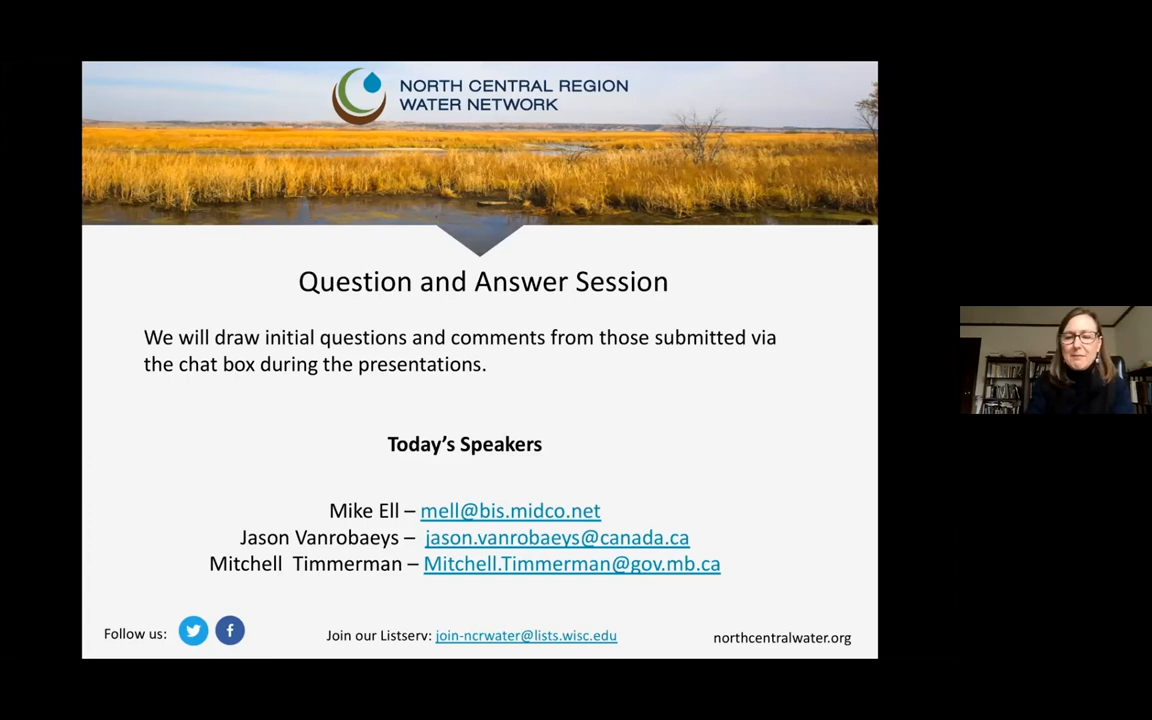 NORTH CENTRAL REGION
WATER NETWORK
Question and Answer Session
We will draw initial questions and comments from those submitted via
the chat box during the presentations.
Today's Speakers
Mike Ell – mell@bis.midco.net
Jason Vanrobaeys – jason.vanrobaeys@canada.ca
Mitchell Timmerman – Mitchell.Timmerman@gov.mb.ca
Follow us: Join our Listserv: join-ncrwater@lists.wisc.edu northcentralwater.org